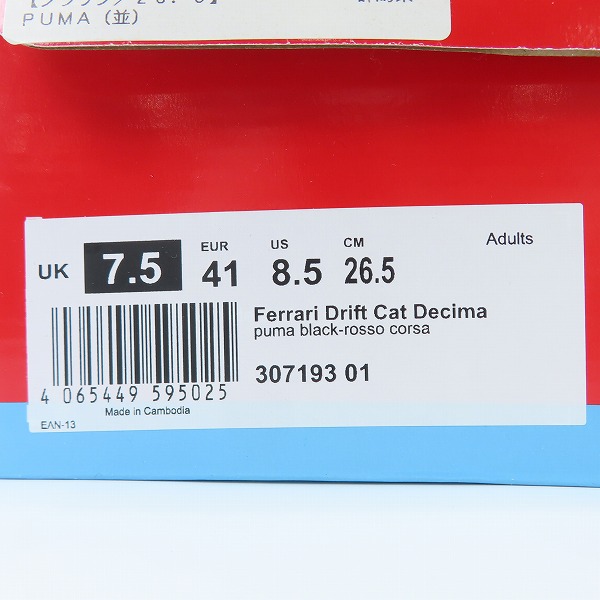 PUMA (並)
EUR US CM Adults
UK 7.5 41 8.5 26.5
Ferrari Drift Cat Decima
puma black-rosso corsa
307193 01
4 065449 595025
Made in Cambodia
EAN-13